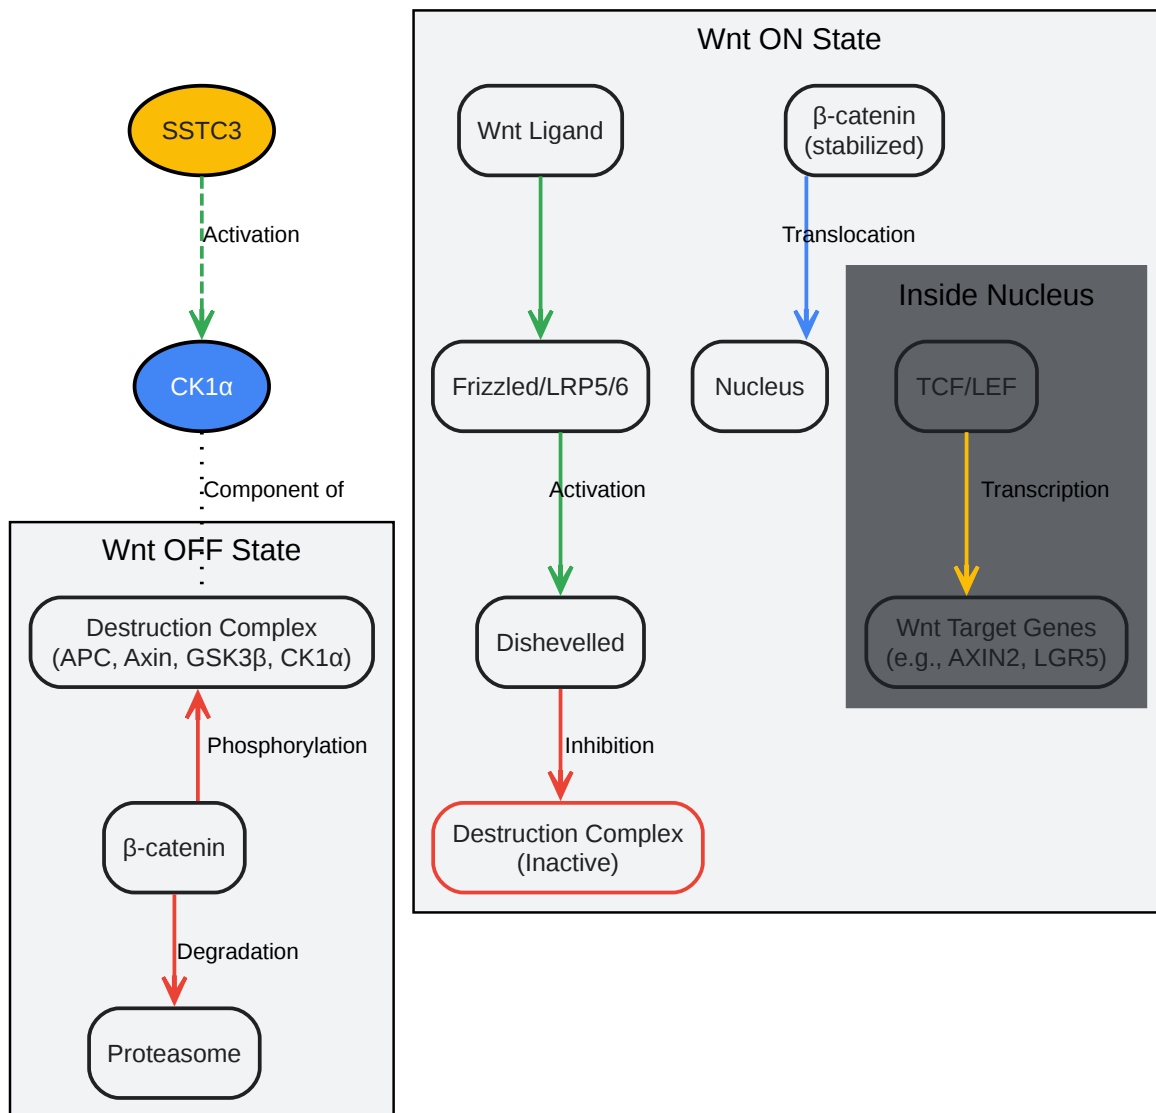 SSTC3
Activation
CK1α
Component of
Wnt OFF State
Destruction Complex
(APC, Axin, GSK3β, CK1α)
Phosphorylation
β-catenin
Degradation
Proteasome
Wnt ON State
Wnt Ligand
Frizzled/LRP5/6
Activation
Dishevelled
Inhibition
Destruction Complex
(Inactive)
β-catenin
(stabilized)
Translocation
Nucleus
Inside Nucleus
TCF/LEF
Transcription
Wnt Target Genes
(e.g., AXIN2, LGR5)